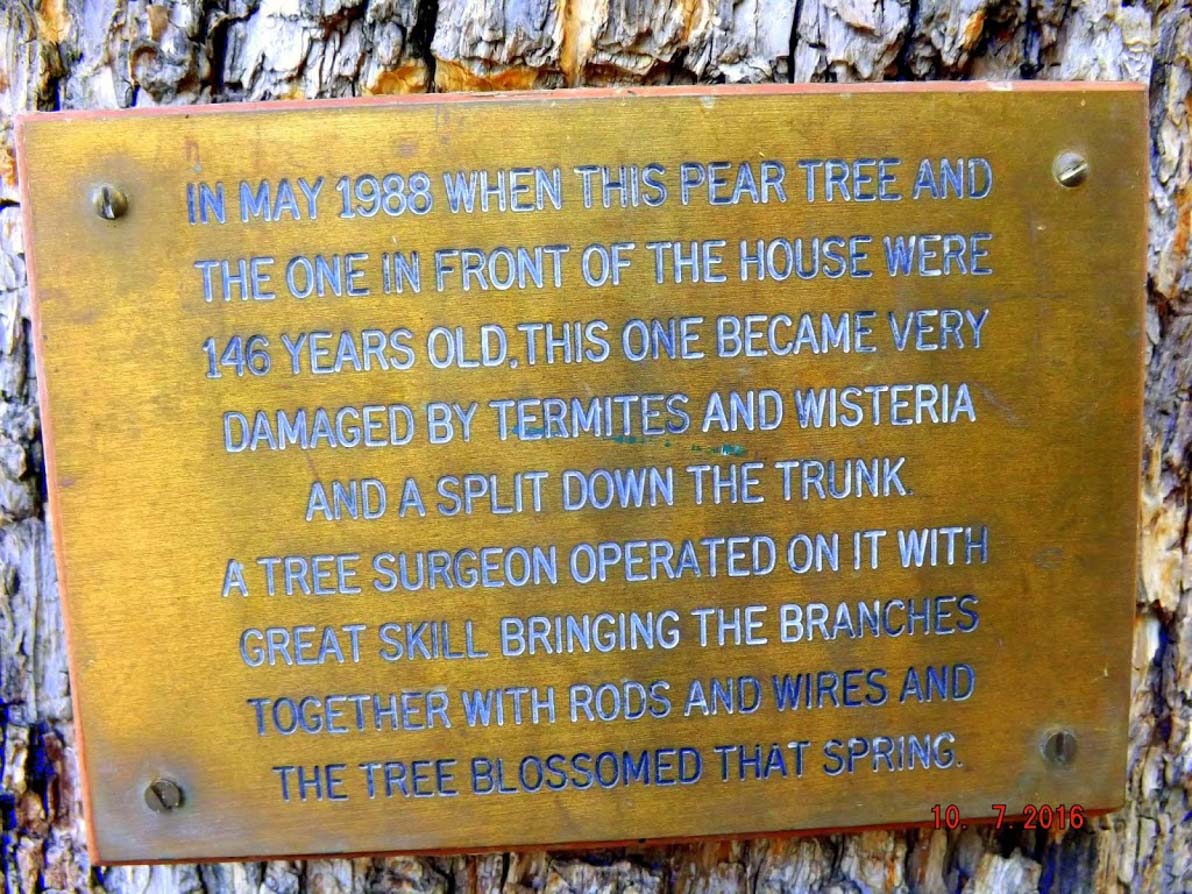 IN MAY 1988 WHEN THIS PEAR TREE AND
THE ONE IN FRONT OF THE HOUSE WERE
146 YEARS OLD,THIS ONE BECAME VERY
DAMAGED BY TERMITES AND WISTERIA
AND A SPLIT DOWN THE TRUNK.
A TREE SURGEON OPERATED ON IT WITH
GREAT SKILL BRINGING THE BRANCHES
TOGETHER WITH RODS AND WIRES AND
THE TREE BLOSSOMED THAT SPRING.
10. 7. 2016